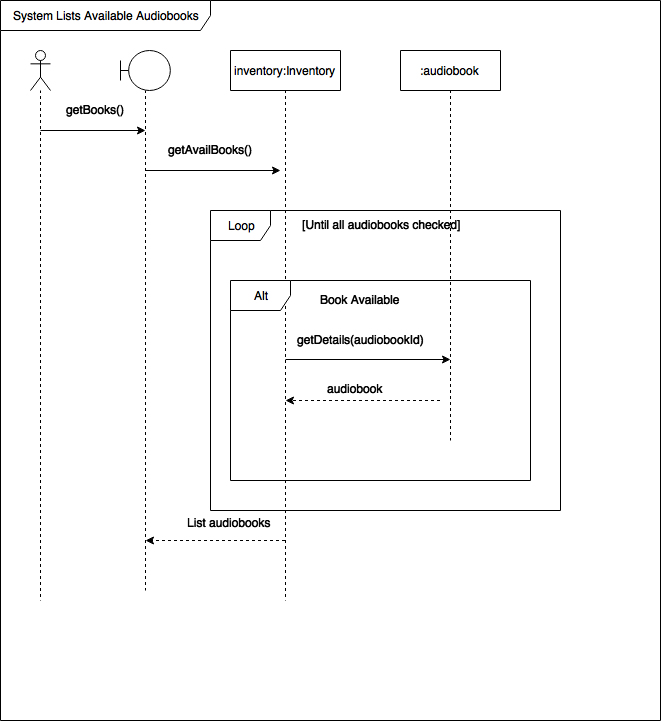 System Lists Available Audiobooks
inventory:Inventory
:audiobook
getBooks()
getAvailBooks()
Loop
[Until all audiobooks checked]
Alt
Book Available
getDetails(audiobookId)
audiobook
List audiobooks